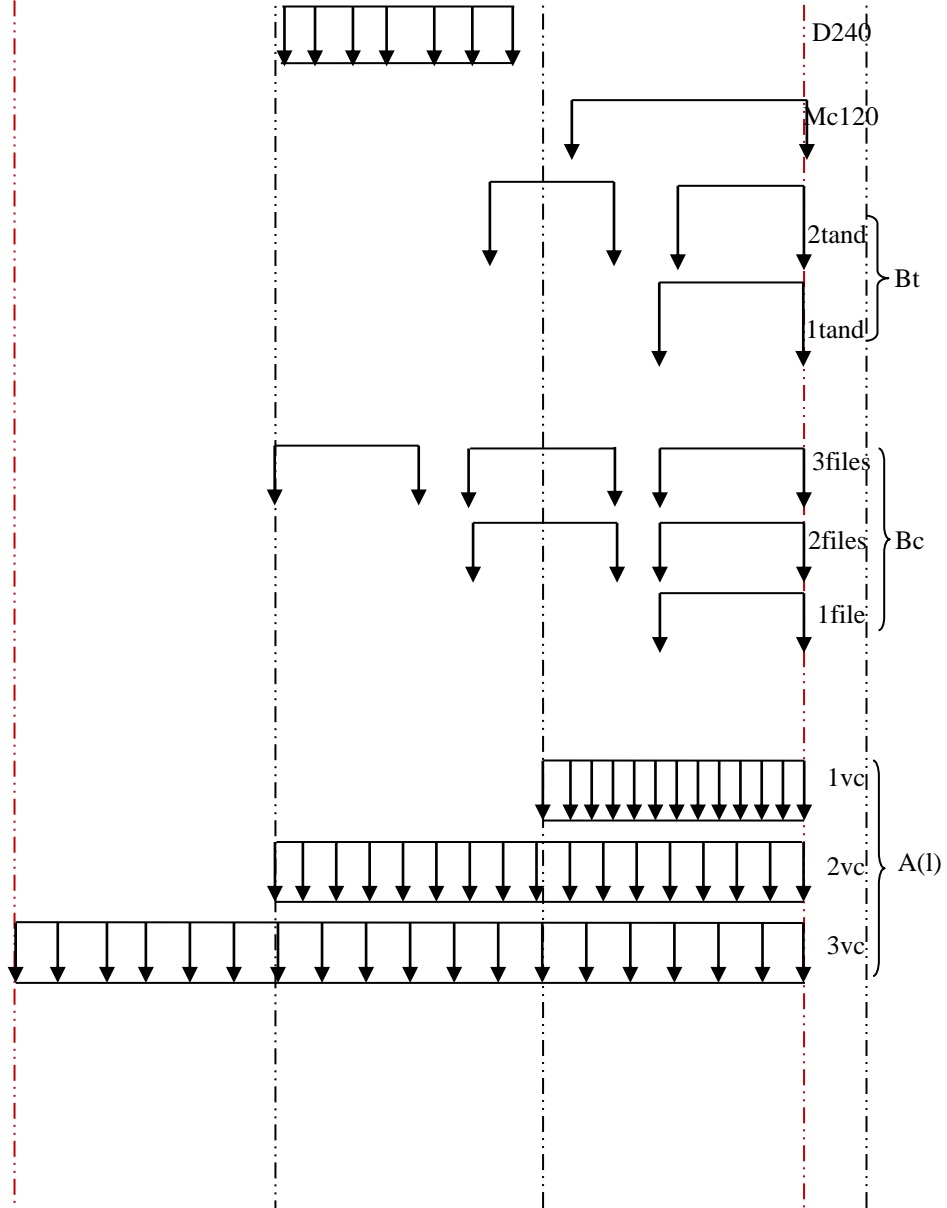 D240
Mc120
2tand
Bt
1tand
3files
2files
Bc
1file
1vc
2vc
A(l)
3vc